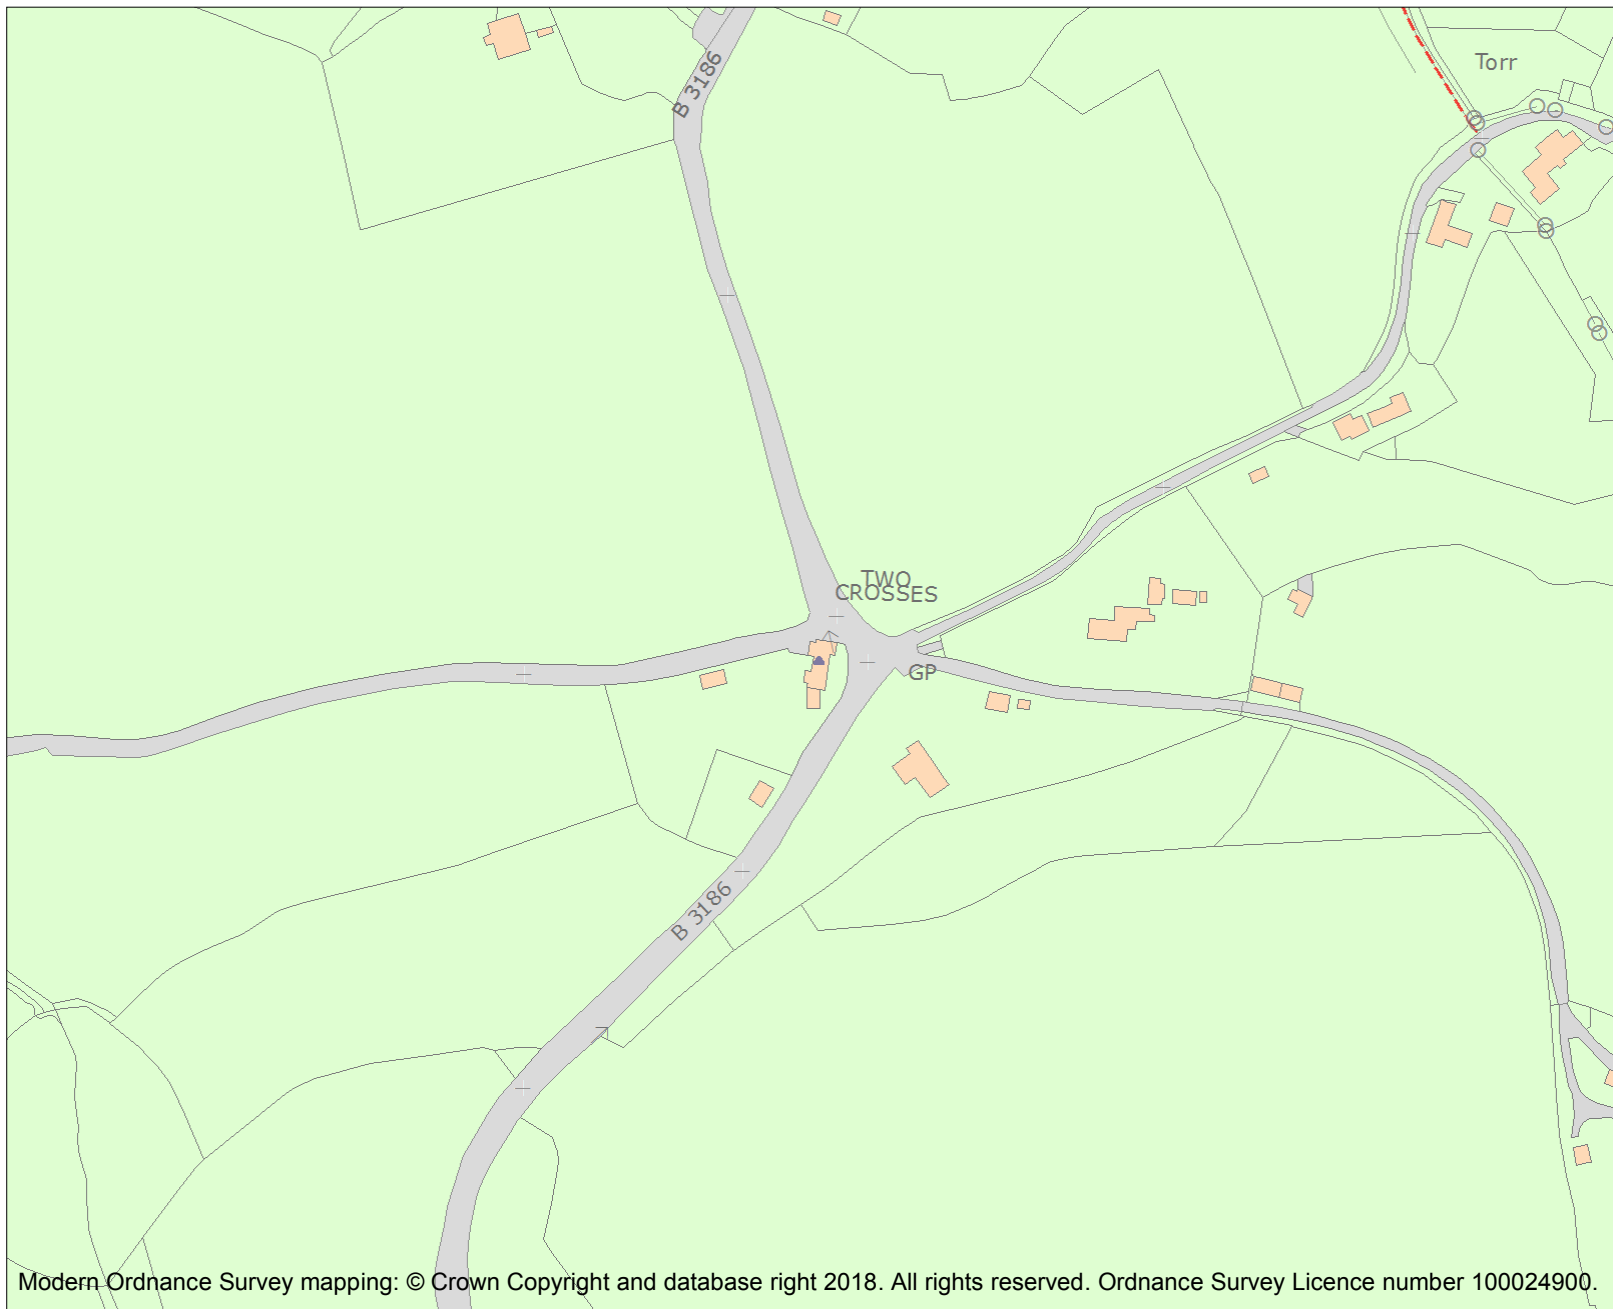 B 3186
Torr
TWO
CROSSES
GP
B 3186
Modern Ordnance Survey mapping: © Crown Copyright and database right 2018. All rights reserved. Ordnance Survey Licence number 100024900.